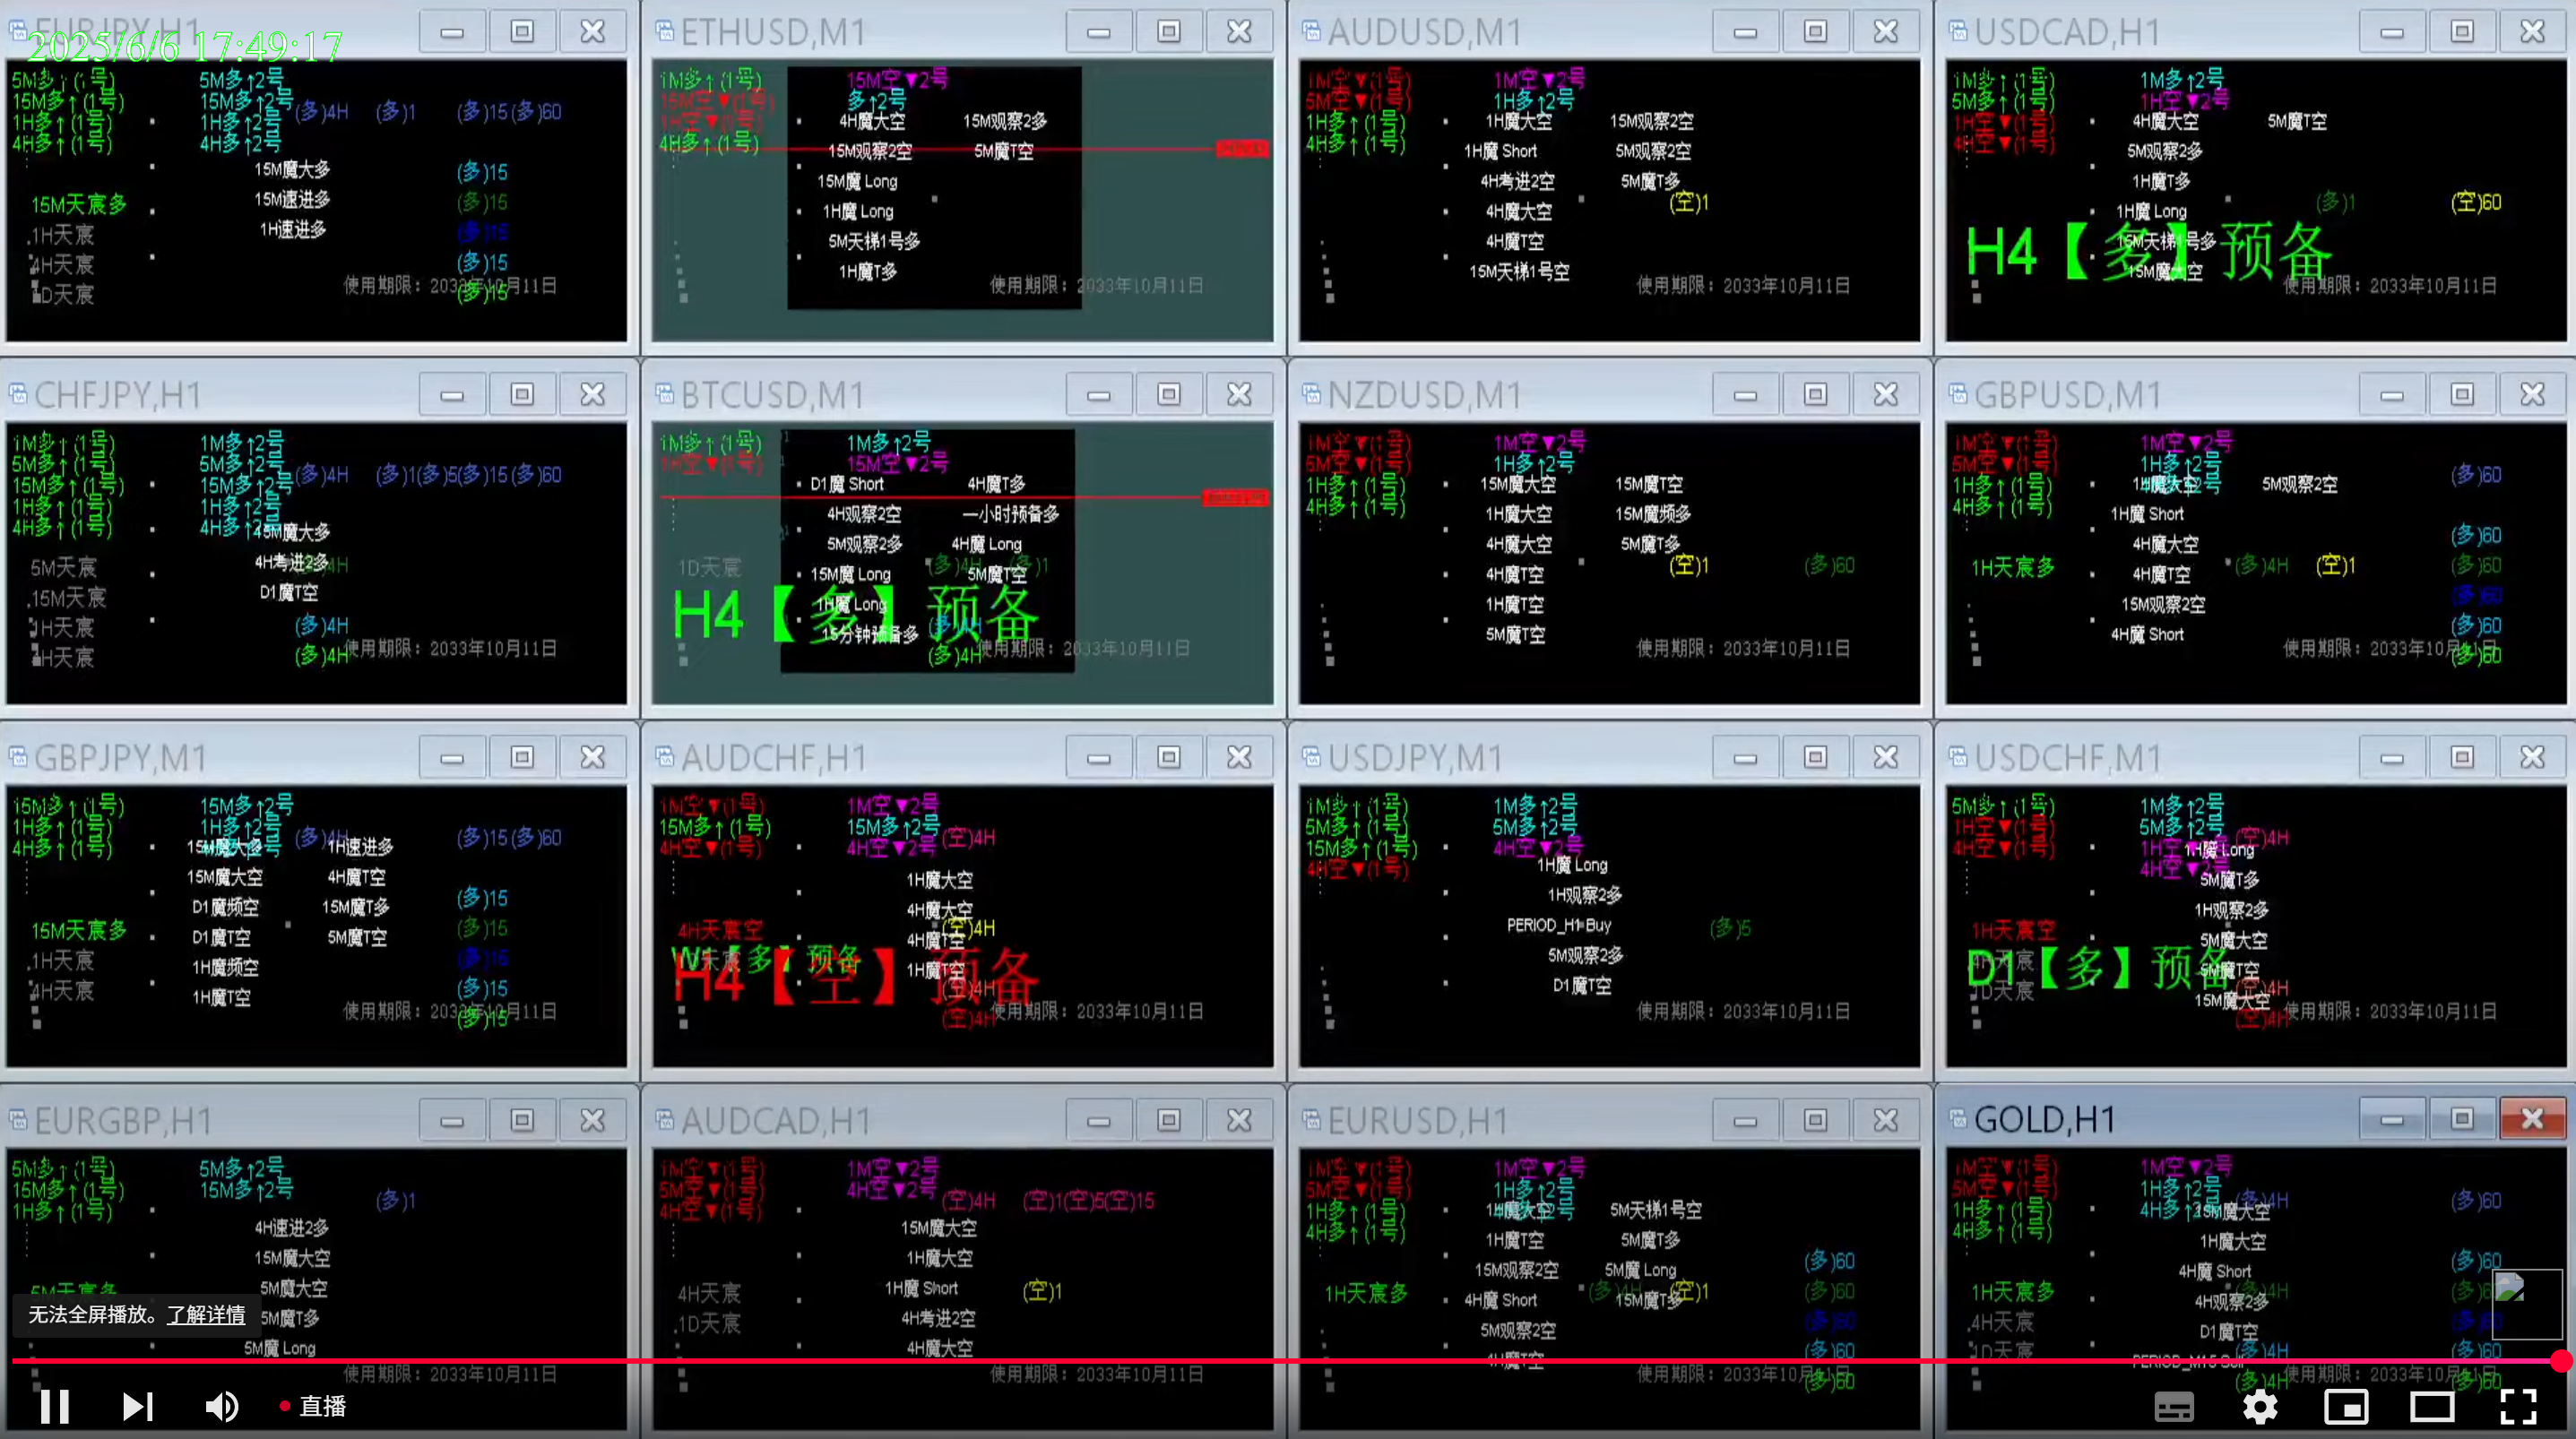 EURJPY,H1
2025/6/6 17:49:17
5M多↑(1号) 5M多↑2号
15M多↑(1号) 15M多↑2号
1H多↑(1号) 1H多↑2号
4H多↑(1号) 4H多↑2号
(多)4H (多)1 (多)15(多)60
15M魔大多 (多)15
15M速进多 (多)15
15M天宸多
1H速进多 (多)15
.1H天宸
4H天宸 (多)15
使用期限：2033年10月11日
1D天宸 (多)15
ETHUSD,M1
1M多↑(1号) 15M空▼2号
15M空▼(1号) 多↑2号
1H空▼(1号) 4H魔大空 15M观察2多
4H多↑(1号) 15M观察2空 5M魔T空
15M魔 Long
1H魔 Long
5M天梯1号多
1H魔T多
使用期限：2033年10月11日
AUDUSD,M1
1M空▼(1号) 1M空▼2号
5M空▼(1号) 1H多↑2号
1H多↑(1号) 1H魔大空 15M观察2空
4H多↑(1号) 1H魔 Short 5M观察2空
4H考进2空 5M魔T多
(空)1
4H魔大空
4H魔T空
15M天梯1号空
使用期限：2033年10月11日
USDCAD,H1
1M多↑(1号) 1M多↑2号
5M多↑(1号) 1H空▼2号
1H空▼(1号) 4H魔大空 5M魔T空
4H空▼(1号) 5M观察2多
1H魔T多
(多)1 (空)60
1H魔 Long
15M天梯1号多
H4【多】预备
15M魔大空
使用期限：2033年10月11日
CHFJPY,H1
1M多↑(1号) 1M多↑2号
5M多↑(1号) 5M多↑2号
15M多↑(1号) 15M多↑2号
(多)4H (多)1(多)5(多)15(多)60
1H多↑(1号) 1H多↑2号
4H多↑(1号) 4H多↑2号
15M魔大多
5M天宸 4H考进2多 (多)4H
.15M天宸 D1魔T空
1H天宸 (多)4H
4H天宸 (多)4H
使用期限：2033年10月11日
BTCUSD,M1
1M多↑(1号) 1M多↑2号
1H空▼(1号) 15M空▼2号
D1魔 Short 4H魔T多
4H观察2空 一小时预备多
5M观察2多 4H魔 Long
1D天宸 (多)4H (多)1
15M魔 Long 5M魔T空
1H魔 Long
H4【多】预备
15分钟预备多
(多)4H
使用期限：2033年10月11日
NZDUSD,M1
1M空▼(1号) 1M空▼2号
5M空▼(1号) 1H多↑2号
1H多↑(1号) 15M魔大空 15M魔T空
4H多↑(1号) 1H魔大空 15M魔频多
4H魔大空 5M魔T多
(空)1 (多)60
4H魔T空
1H魔T空
5M魔T空
使用期限：2033年10月11日
GBPUSD,M1
1M空▼(1号) 1M空▼2号
5M空▼(1号) 1H多↑2号
(多)60
1H多↑(1号) 1H魔大空 5M观察2空
4H多↑(1号) 1H魔 Short
4H魔大空 (多)60
1H天宸多 (多)4H (空)1 (多)60
4H魔T空
15M观察2空 (多)60
4H魔 Short (多)60
使用期限：2033年10月11日
(多)60
GBPJPY,M1
15M多↑(1号) 15M多↑2号
1H多↑(1号) 1H多↑2号
(多)4H (多)15(多)60
4H多↑(1号) 15M魔大多 1H速进多
15M魔大空 4H魔T空
D1魔频空 15M魔T多 (多)15
15M天宸多 D1魔T空 5M魔T空 (多)15
.1H天宸 1H魔频空 (多)15
4H天宸 1H魔T空 (多)15
使用期限：2033年10月11日
(多)15
AUDCHF,H1
1M空▼(1号) 1M空▼2号
15M多↑(1号) 15M多↑2号
4H空▼(1号) 4H空▼2号
(空)4H
1H魔大空
4H魔大空
4H天宸空 (空)4H
4H魔T空
W1【多】预备
H4【空】预备
1H魔T空
(空)4H
(空)4H
使用期限：2033年10月11日
USDJPY,M1
1M多↑(1号) 1M多↑2号
5M多↑(1号) 5M多↑2号
15M多↑(1号) 4H空▼2号
4H空▼(1号) 1H魔 Long
1H观察2多
PERIOD_H1 Buy (多)5
5M观察2多
D1魔T空
使用期限：2033年10月11日
USDCHF,M1
5M多↑(1号) 1M多↑2号
1H空▼(1号) 5M多↑2号
(空)4H
4H空▼(1号) 1H空▼2号
1H魔 Long
4H空▼2号
5M魔T多
1H观察2多
1H天宸空 5M魔大空
4H天宸
D1【多】预备
5M魔T空
1D天宸 (空)4H
15M魔大空
(空)4H
使用期限：2033年10月11日
EURGBP,H1
5M多↑(1号) 5M多↑2号
15M多↑(1号) 15M多↑2号
1H多↑(1号) (多)1
4H速进2多
15M魔大空
5M天宸多 5M魔大空
5M魔T多
5M魔 Long
使用期限：2033年10月11日
AUDCAD,H1
1M空▼(1号) 1M空▼2号
5M空▼(1号) 4H空▼2号
4H空▼(1号) (空)4H (空)1(空)5(空)15
15M魔大空
1H魔大空
4H天宸 1H魔 Short (空)1
.1D天宸 4H考进2空
4H魔大空
使用期限：2033年10月11日
EURUSD,H1
1M空▼(1号) 1M空▼2号
5M空▼(1号) 1H多↑2号
1H多↑(1号) 1H魔大空 5M天梯1号空
4H多↑(1号) 1H魔T空 5M魔T多
15M观察2空 5M魔 Long (多)60
1H天宸多 4H魔 Short (多)4H 15M魔T多 (空)1 (多)60
5M观察2空 (多)60
4H魔T空 (多)60
使用期限：2033年10月11日
(多)60
GOLD,H1
1M空▼(1号) 1M空▼2号
5M空▼(1号) 1H多↑2号
1H多↑(1号) 4H多↑2号 (多)4H (多)60
4H多↑(1号) 15M魔大空
1H魔大空
4H魔 Short (多)60
1H天宸多 4H观察2多 (多)4H
.4H天宸 D1魔T空
1D天宸 (多)4H (多)60
使用期限：2033年10月11日
(多)4H (多)60
无法全屏播放。了解详情
直播